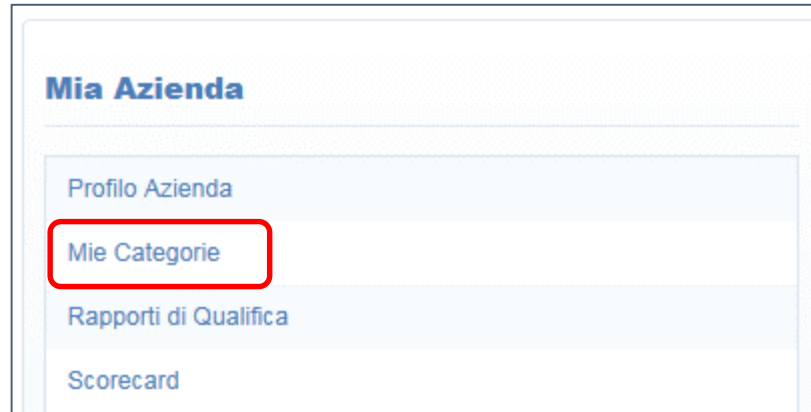 Mia Azienda
Profilo Azienda
Mie Categorie
Rapporti di Qualifica
Scorecard